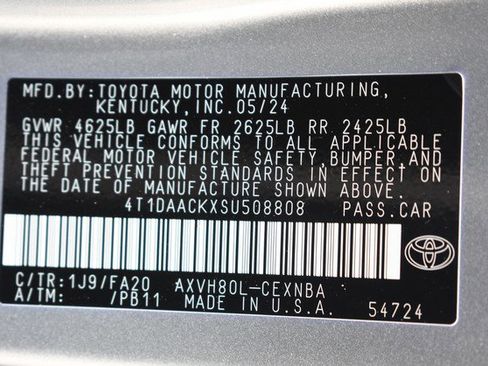 MFD.BY:TOYOTA MOTOR MANUFACTURING,
KENTUCKY, INC. 05/24
GVWR 4625LB GAWR FR 2625LB RR 2425LB
THIS VEHICLE CONFORMS TO ALL APPLICABLE
FEDERAL MOTOR VEHICLE SAFETY, BUMPER, AND
THEFT PREVENTION STANDARDS IN EFFECT ON THE
DATE OF MANUFACTURE SHOWN ABOVE.
4T1DAACKXSU508808 PASS.CAR
C/TR:1J9/FA20 AXVH80L-CEXNBA
A/TM: /PB11 MADE IN U.S.A. 54724